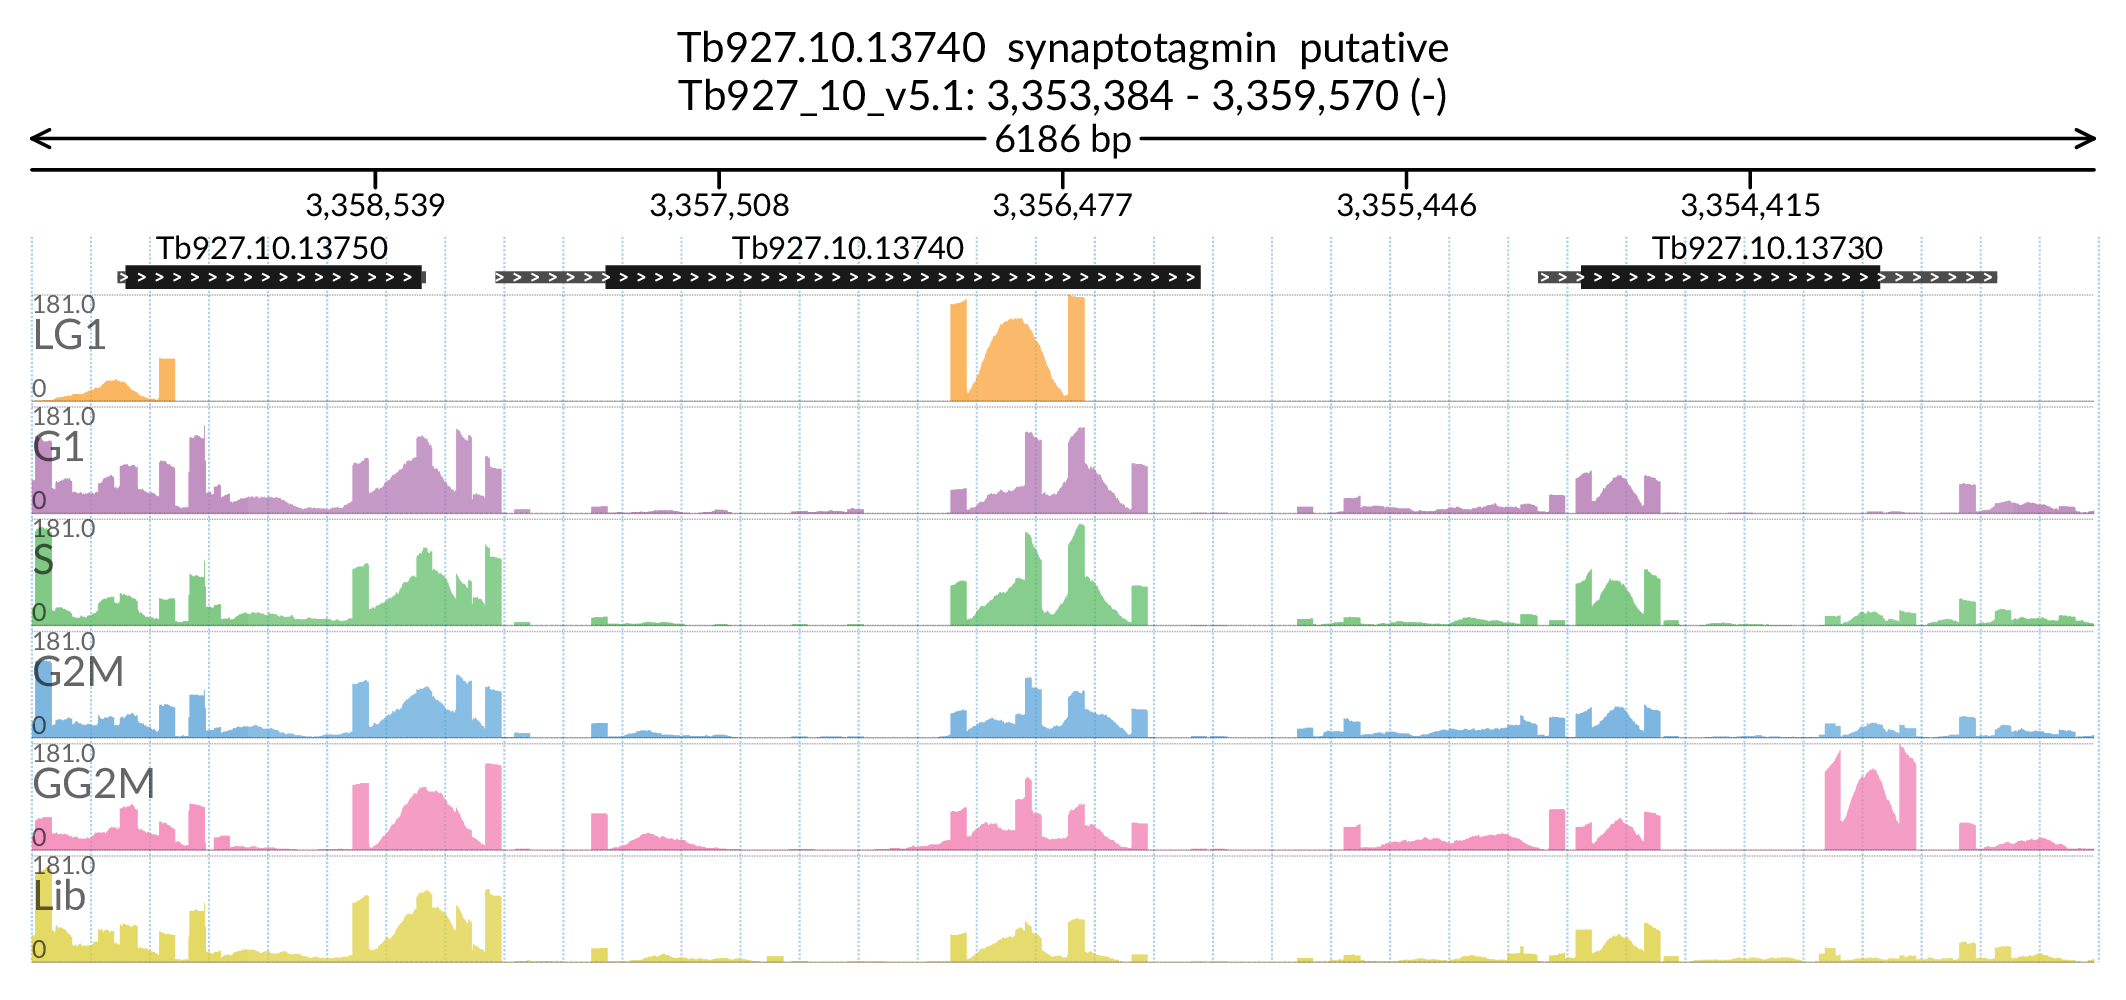 Tb927.10.13740 synaptotagmin putative
Tb927_10_v5.1: 3,353,384 - 3,359,570 (-)
6186 bp
3,358,539 3,357,508 3,356,477 3,355,446 3,354,415
Tb927.10.13750 Tb927.10.13740 Tb927.10.13730
181.0
LG1
0
181.0
G1
0
181.0
S
0
181.0
G2M
0
181.0
GG2M
0
181.0
Lib
0